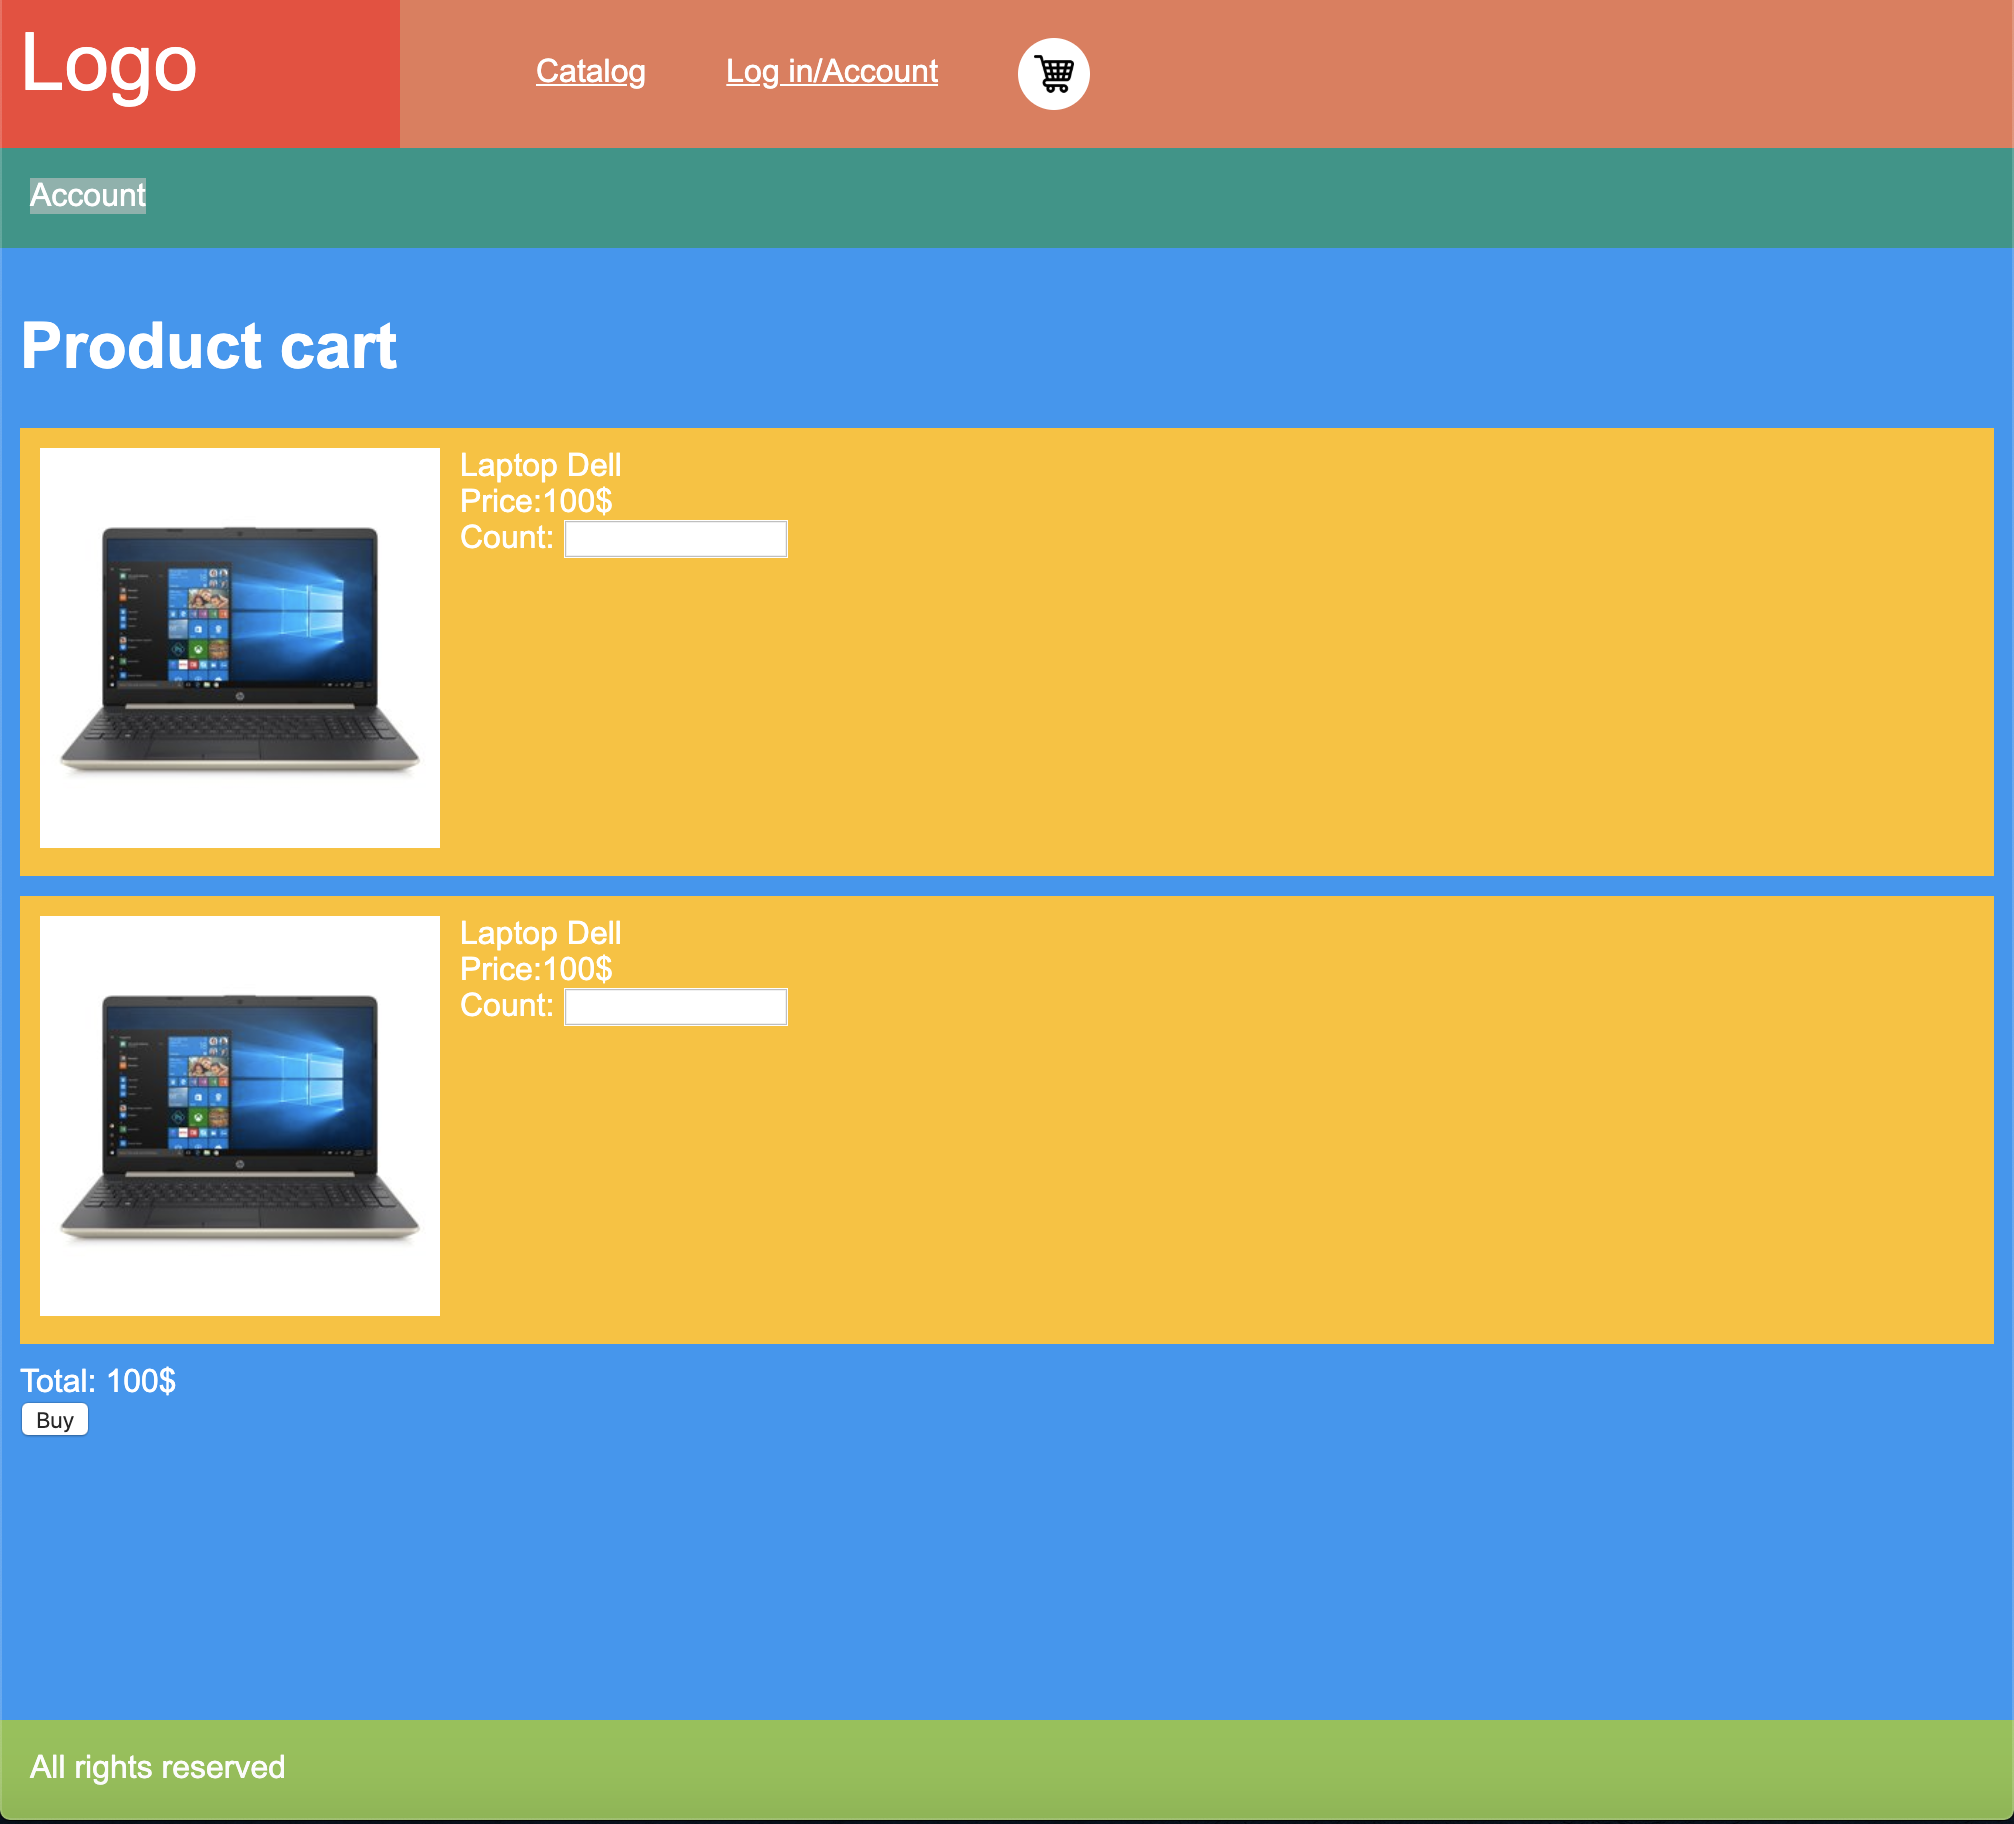 Logo
Catalog
Log in/Account
Account
Product cart
Laptop Dell
Price:100$
Count:
Laptop Dell
Price:100$
Count:
Total: 100$
Buy
All rights reserved